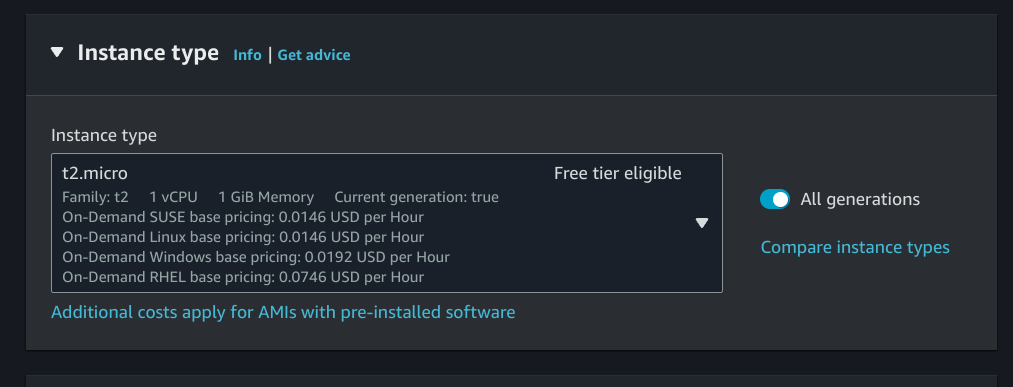 Instance type Info | Get advice
Instance type
t2.micro Free tier eligible
Family: t2 1 vCPU 1 GiB Memory Current generation: true
On-Demand SUSE base pricing: 0.0146 USD per Hour
On-Demand Linux base pricing: 0.0146 USD per Hour
On-Demand Windows base pricing: 0.0192 USD per Hour
On-Demand RHEL base pricing: 0.0746 USD per Hour
All generations
Compare instance types
Additional costs apply for AMIs with pre-installed software